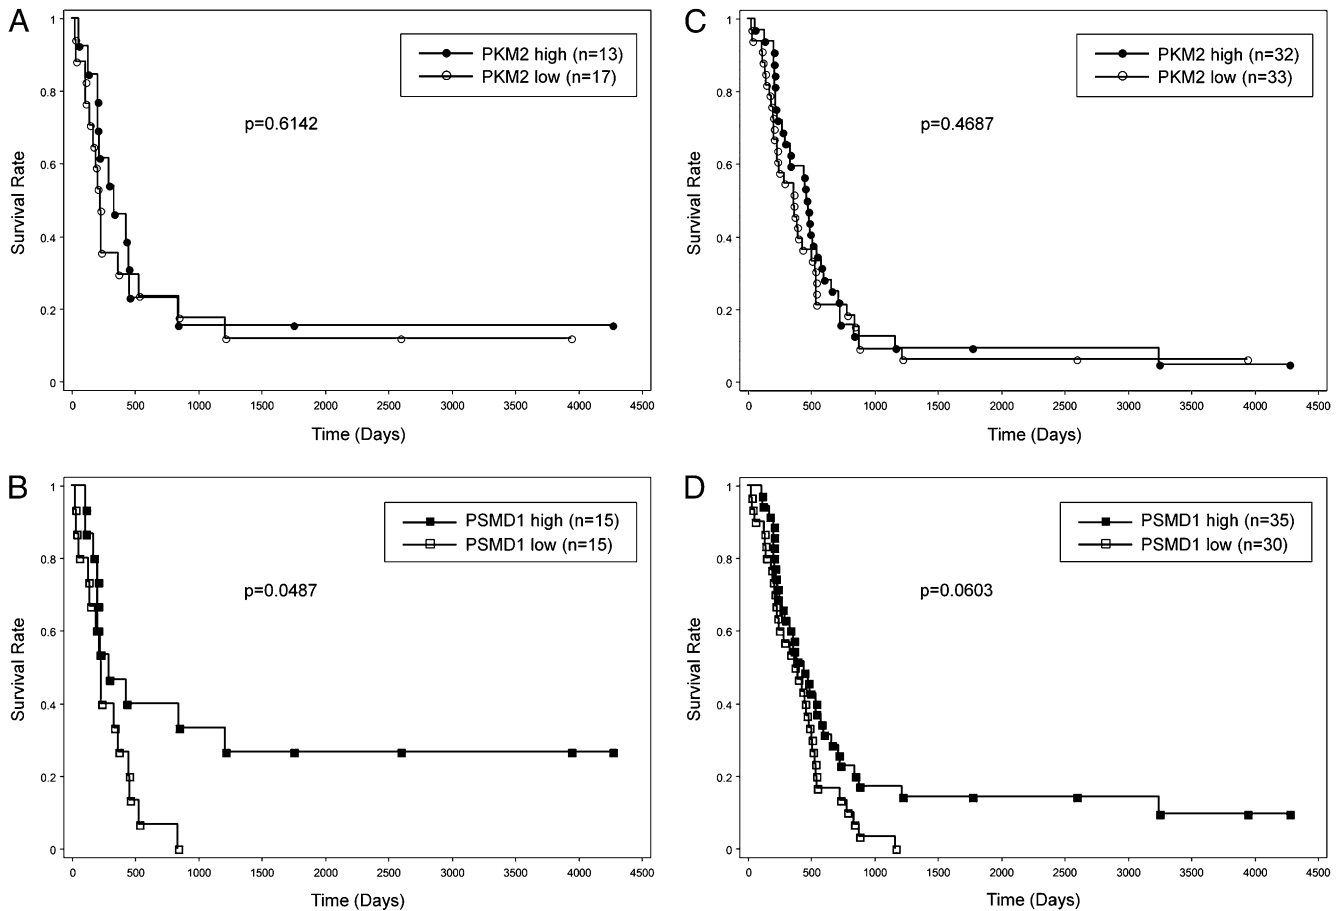 A
PKM2 high (n=13)
PKM2 low (n=17)
p=0.6142
Survival Rate
1
0.8
0.6
0.4
0.2
0
0 500 1000 1500 2000 2500 3000 3500 4000 4500
Time (Days)
C
PKM2 high (n=32)
PKM2 low (n=33)
p=0.4687
Survival Rate
1
0.8
0.6
0.4
0.2
0
0 500 1000 1500 2000 2500 3000 3500 4000 4500
Time (Days)
B
PSMD1 high (n=15)
PSMD1 low (n=15)
p=0.0487
Survival Rate
1
0.8
0.6
0.4
0.2
0
0 500 1000 1500 2000 2500 3000 3500 4000 4500
Time (Days)
D
PSMD1 high (n=35)
PSMD1 low (n=30)
p=0.0603
Survival Rate
1
0.8
0.6
0.4
0.2
0
0 500 1000 1500 2000 2500 3000 3500 4000 4500
Time (Days)